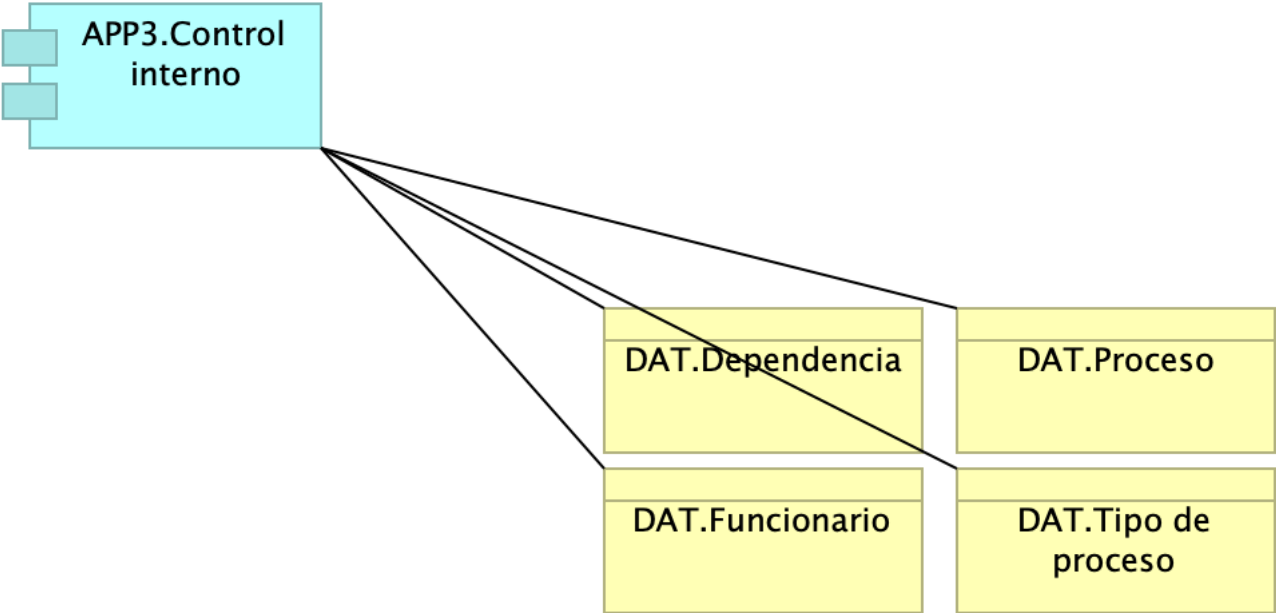 APP3.Control
interno
DAT.Dependencia
DAT.Proceso
DAT.Funcionario
DAT.Tipo de
proceso